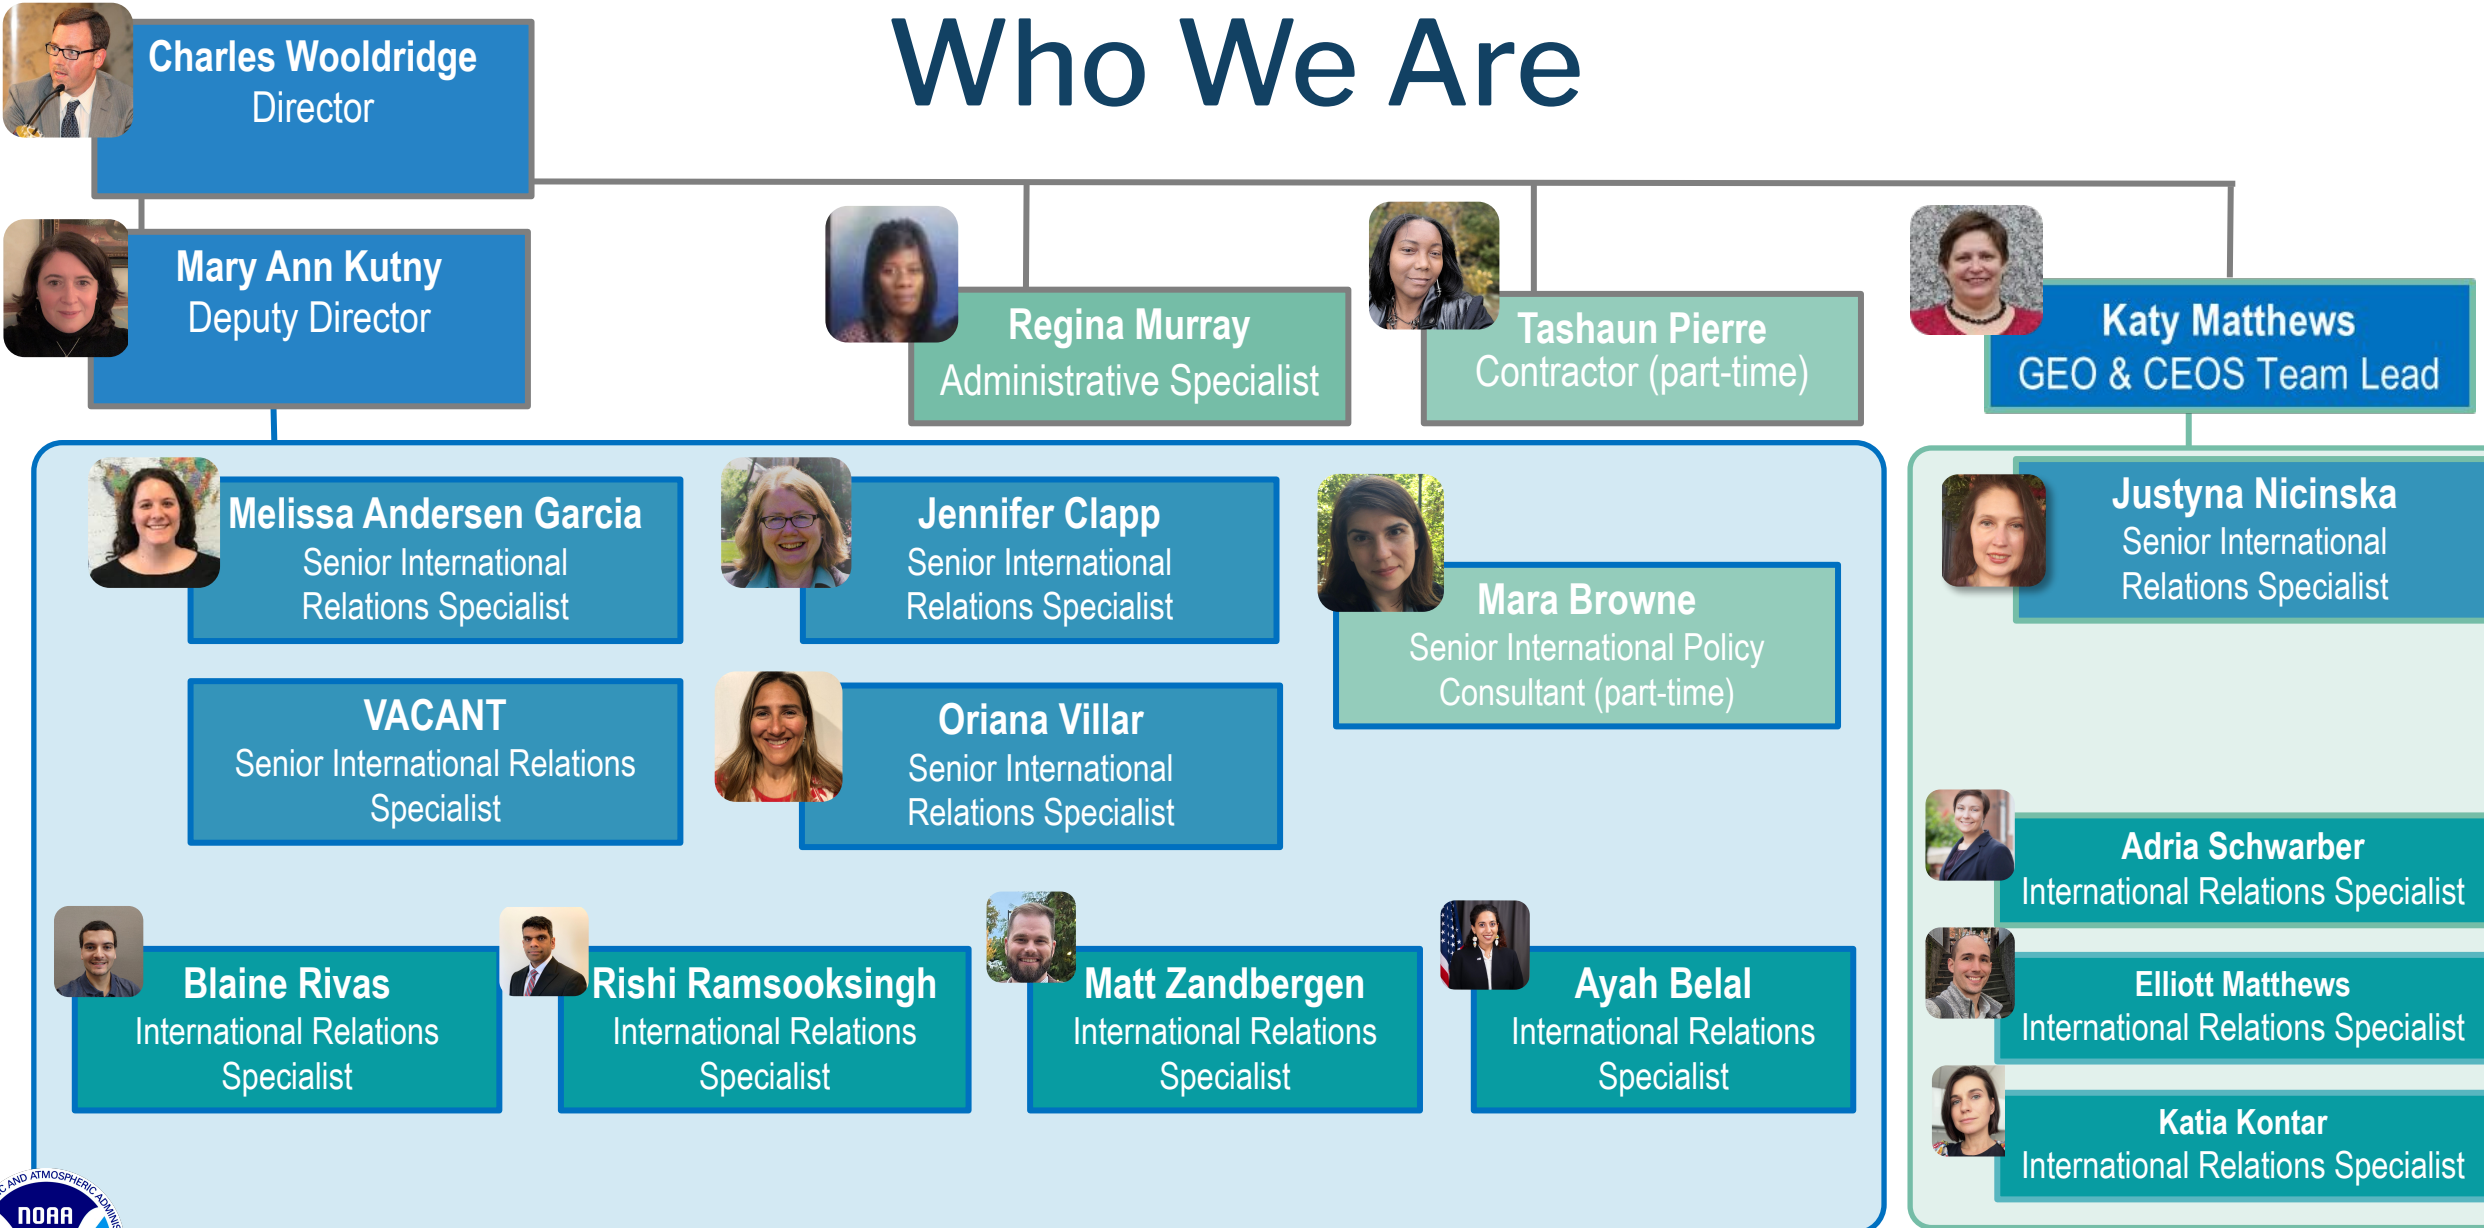 Who We Are
Charles Wooldridge
Director
Mary Ann Kutny
Deputy Director
Regina Murray
Administrative Specialist
Tashaun Pierre
Contractor (part-time)
Katy Matthews
GEO & CEOS Team Lead
Melissa Andersen Garcia
Senior International
Relations Specialist
Jennifer Clapp
Senior International
Relations Specialist
Mara Browne
Senior International Policy
Consultant (part-time)
VACANT
Senior International Relations
Specialist
Oriana Villar
Senior International
Relations Specialist
Blaine Rivas
International Relations
Specialist
Rishi Ramsooksingh
International Relations
Specialist
Matt Zandbergen
International Relations
Specialist
Ayah Belal
International Relations
Specialist
Justyna Nicinska
Senior International
Relations Specialist
Adria Schwarber
International Relations Specialist
Elliott Matthews
International Relations Specialist
Katia Kontar
International Relations Specialist
AND ATMOSPHERIC
NOAA